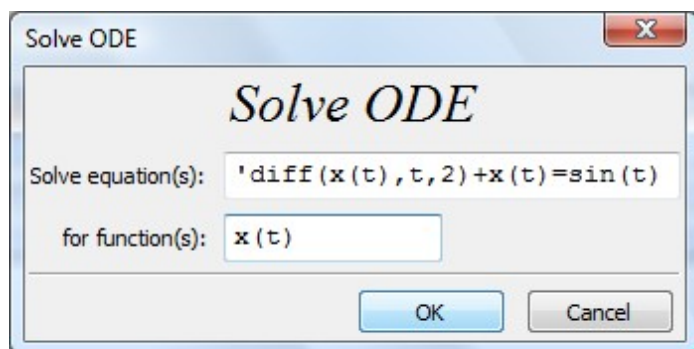 Solve ODE
Solve ODE
Solve equation(s): 'diff(x(t),t,2)+x(t)=sin(t)
for function(s): x(t)
OK Cancel